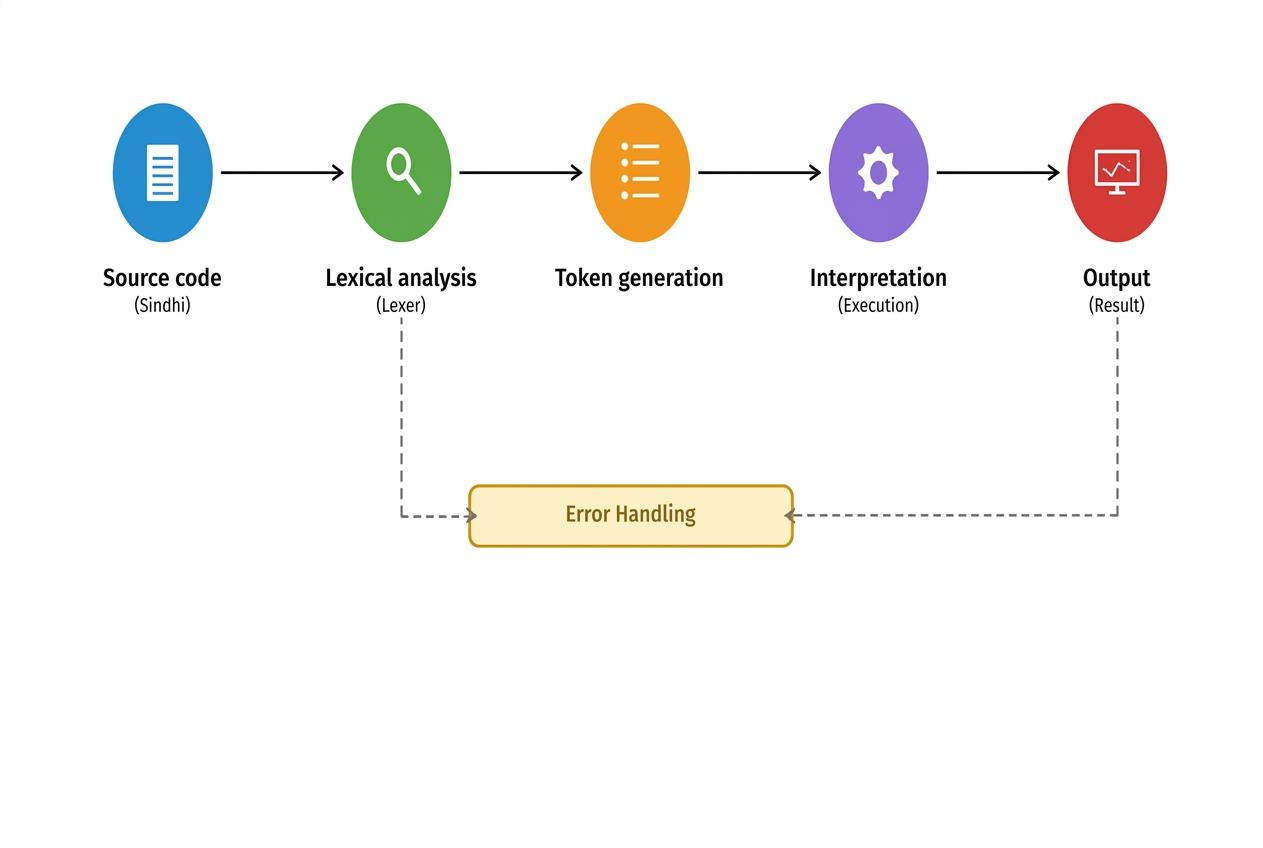 Source code
(Sindhi)
Lexical analysis
(Lexer)
Token generation
Interpretation
(Execution)
Output
(Result)
Error Handling